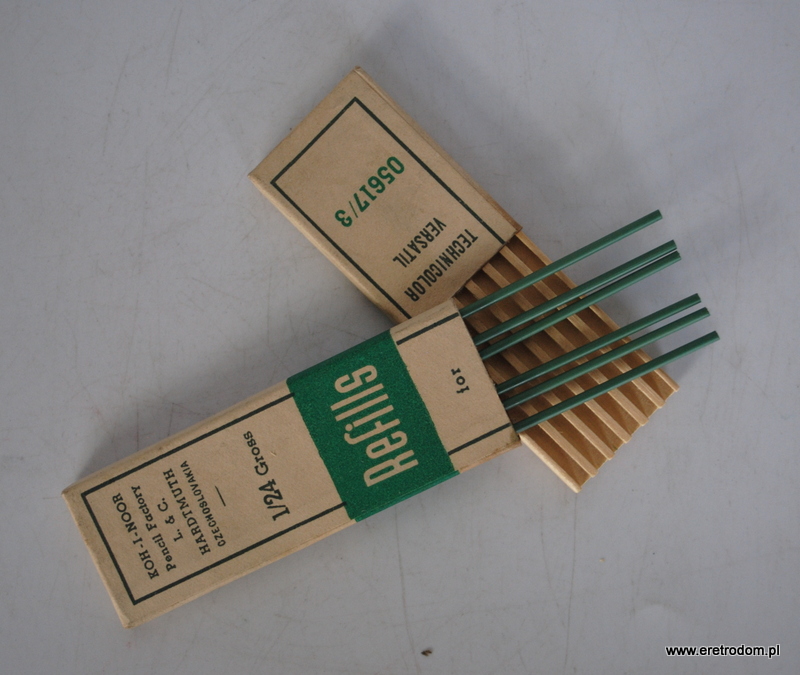 05617/3
TECHNICOLOR
VERSATIL
Refills
for
1/24 Gross
KOH-I-NOOR
Pencil Factory
L. & C.
HARDTMUTH
CZECHOSLOVAKIA
www.eretrodom.pl